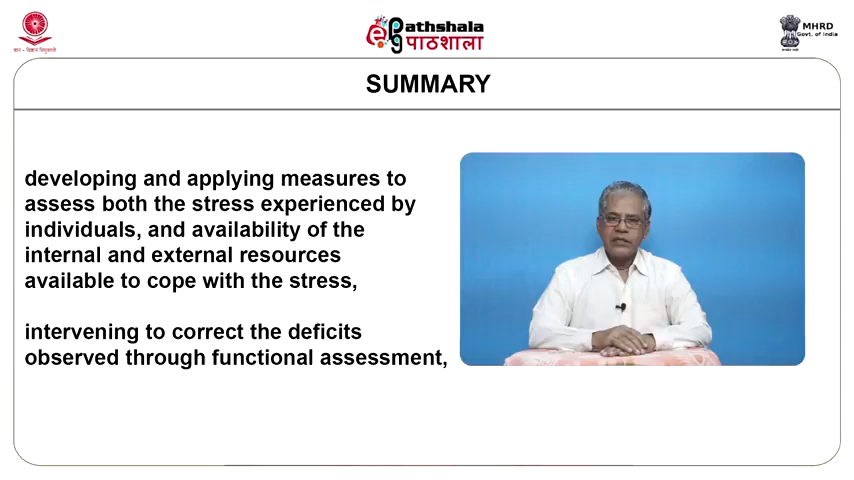 ज्ञान - विज्ञान विमुक्तये
ePathshala
पाठशाला
MHRD
Govt. of India
SUMMARY
developing and applying measures to
assess both the stress experienced by
individuals, and availability of the
internal and external resources
available to cope with the stress,
intervening to correct the deficits
observed through functional assessment,